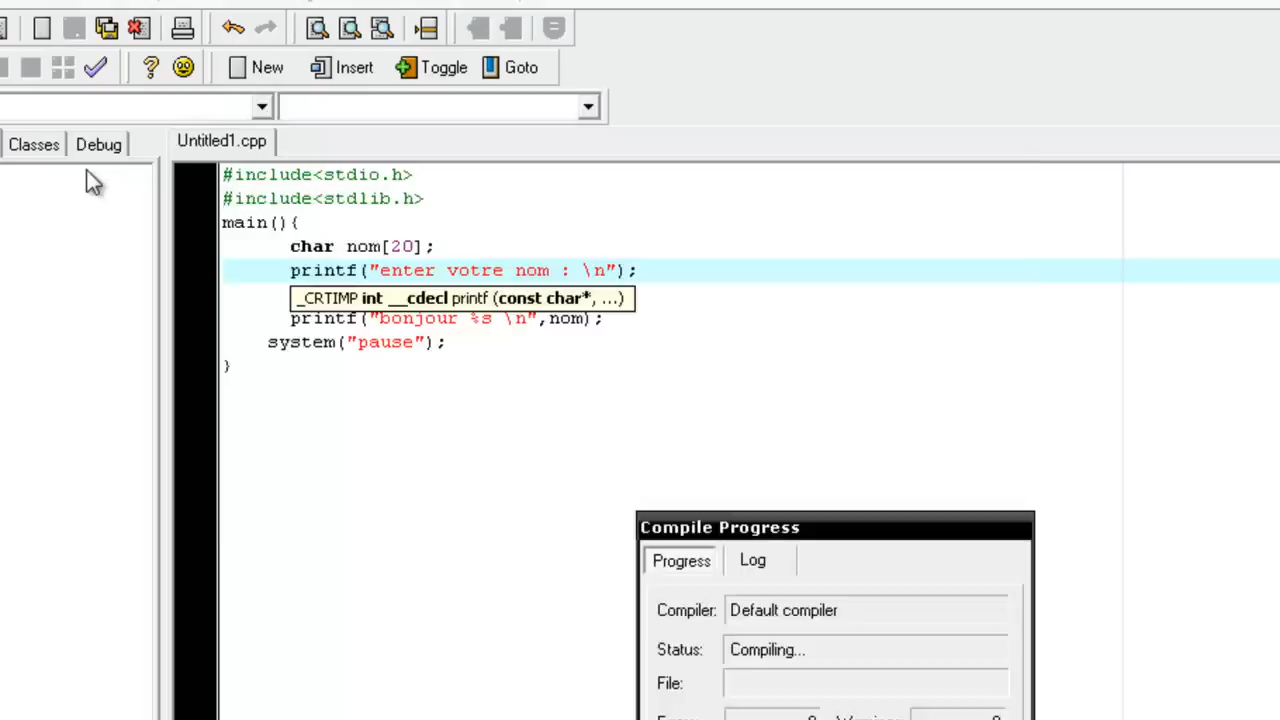 New Insert Toggle Goto
Classes Debug Untitled1.cpp
#include<stdio.h>
#include<stdlib.h>
main(){
char nom[20];
printf("enter votre nom : \n");
_CRTIMP int __cdecl printf (const char*, ...)
printf("bonjour %s \n",nom);
system("pause");
}
Compile Progress
Progress Log
Compiler: Default compiler
Status: Compiling...
File: